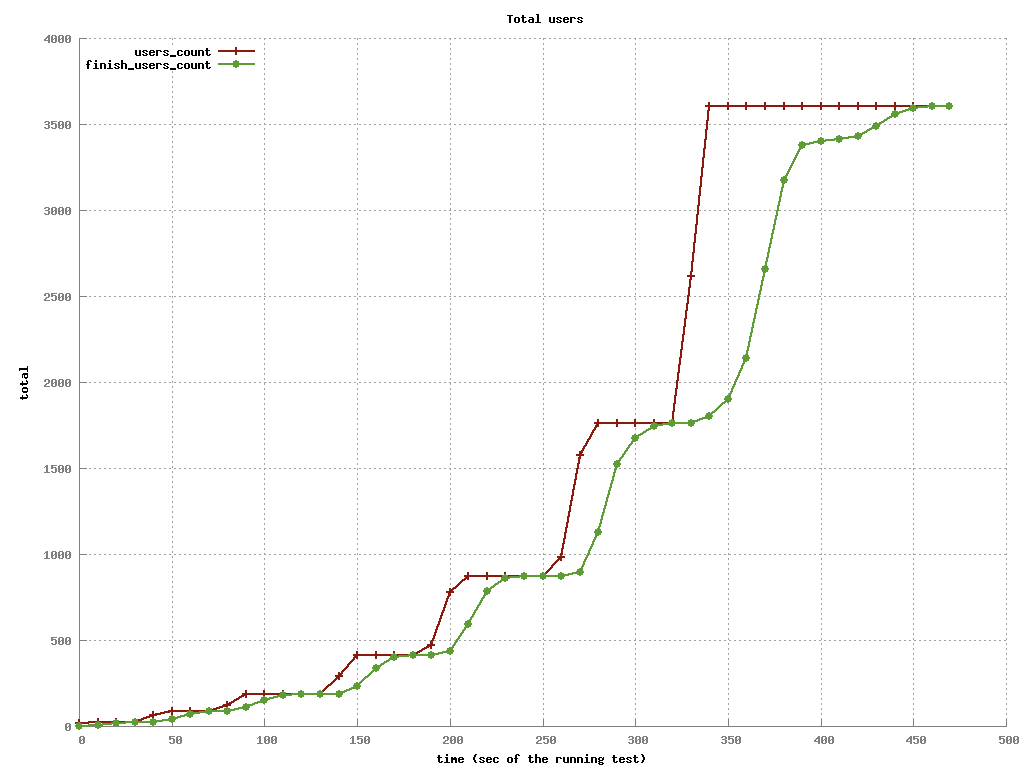 Total users
4000
users_count
finish_users_count
3500
3000
2500
2000
total
1500
1000
500
0
0 50 100 150 200 250 300 350 400 450 500
time (sec of the running test)